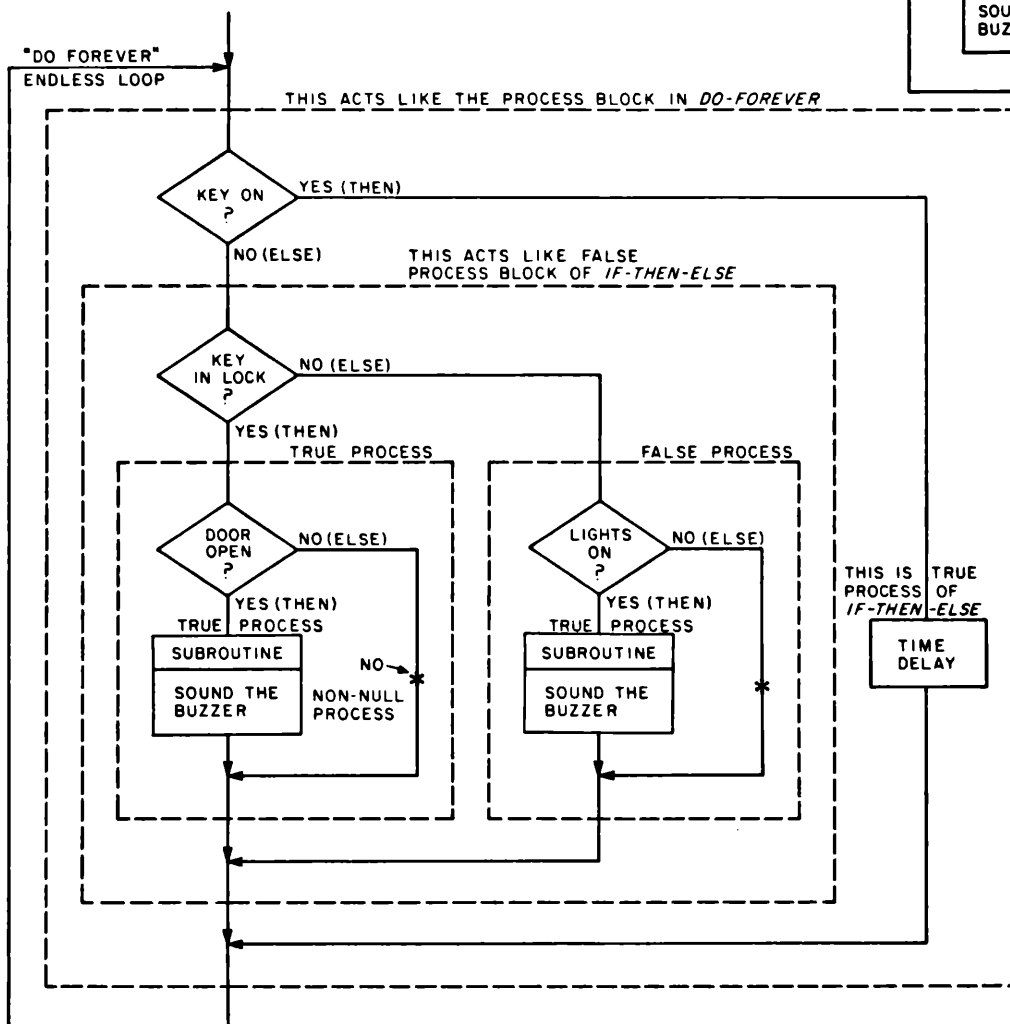 SOU
BUZ
"DO FOREVER"
ENDLESS LOOP
THIS ACTS LIKE THE PROCESS BLOCK IN DO-FOREVER
KEY ON
?
YES (THEN)
NO (ELSE)
THIS ACTS LIKE FALSE
PROCESS BLOCK OF IF-THEN-ELSE
KEY
IN LOCK
?
NO (ELSE)
YES (THEN)
TRUE PROCESS
FALSE PROCESS
DOOR
OPEN
?
NO (ELSE)
YES (THEN)
TRUE PROCESS
SUBROUTINE
SOUND THE
BUZZER
NO
NON-NULL
PROCESS
LIGHTS
ON
?
NO (ELSE)
YES (THEN)
TRUE PROCESS
SUBROUTINE
SOUND THE
BUZZER
THIS IS TRUE
PROCESS OF
IF-THEN-ELSE
TIME
DELAY